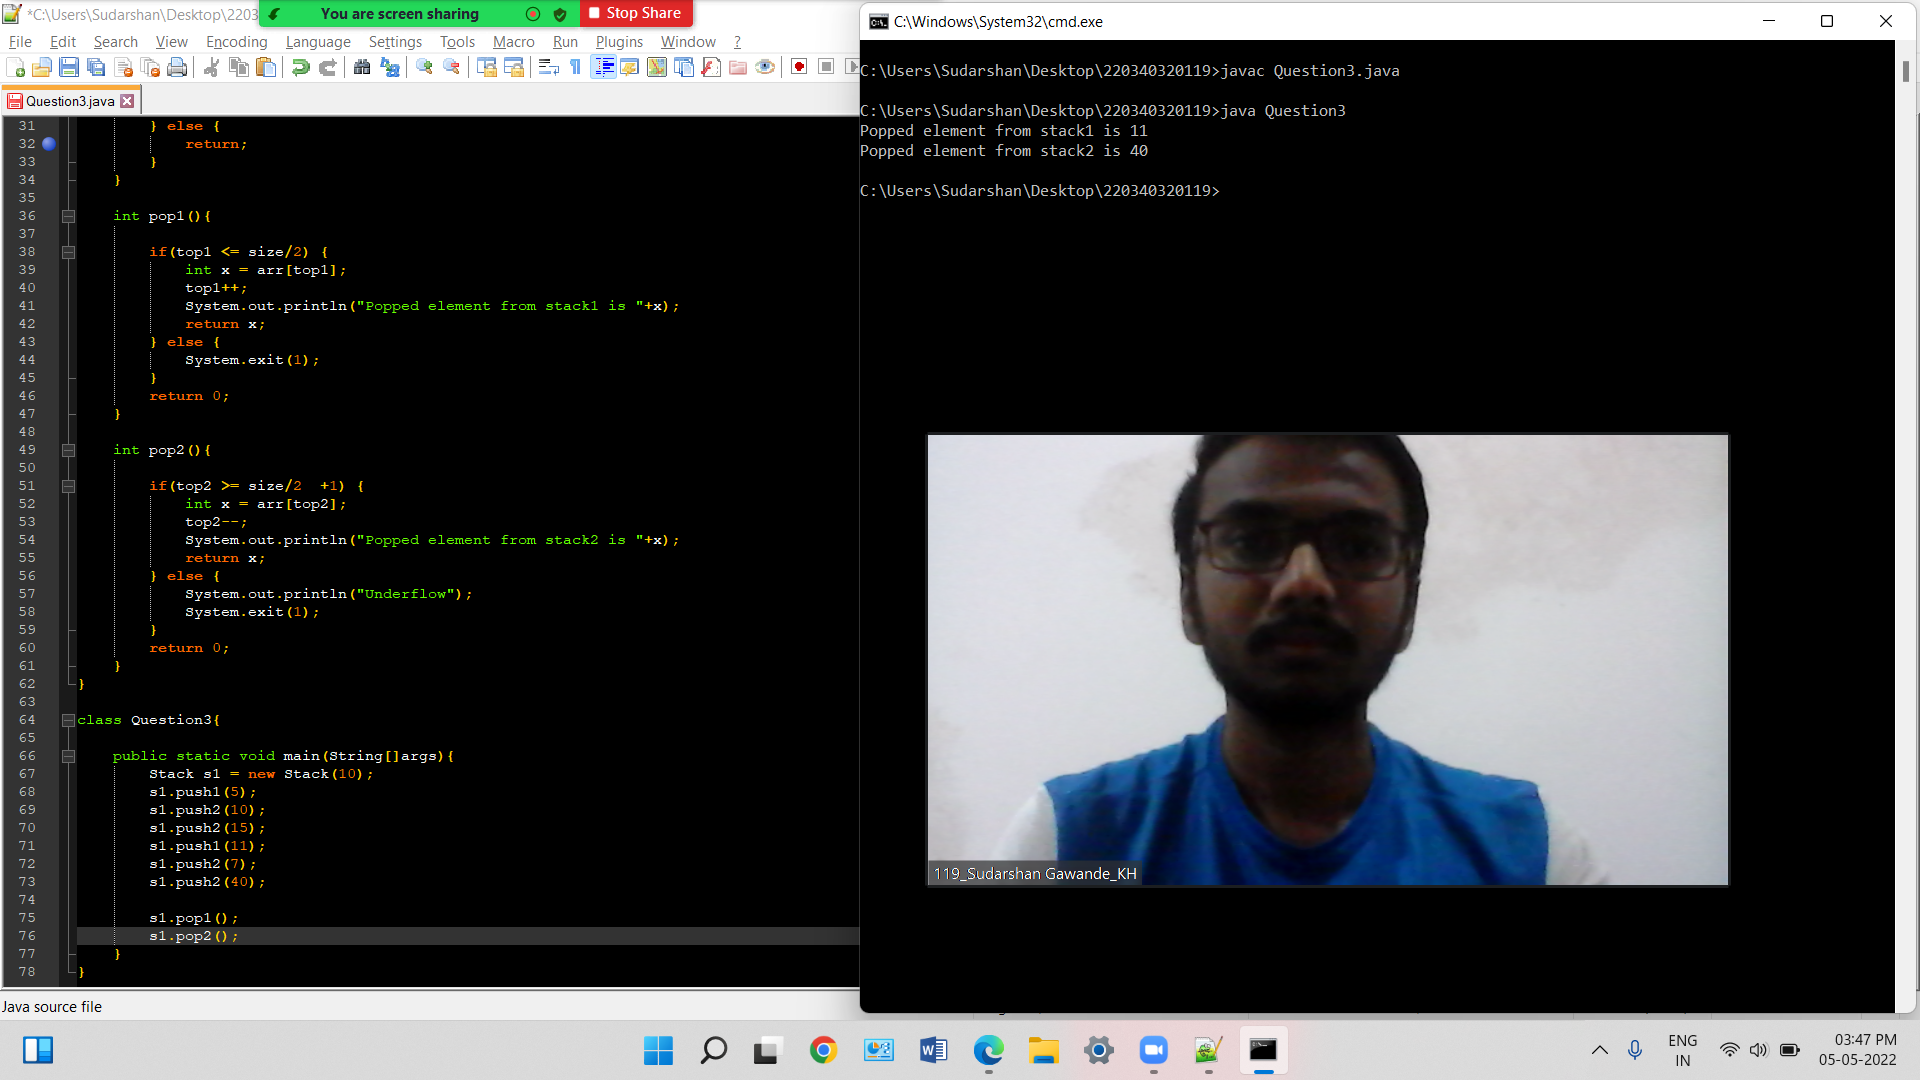 *C:\Users\Sudarshan\Desktop\2203
You are screen sharing
Stop Share
File Edit Search View Encoding Language Settings Tools Macro Run Plugins Window ?
Question3.java
31 } else {
32 return;
33 }
34 }
35
36 int pop1(){
37
38 if(top1 <= size/2) {
39 int x = arr[top1];
40 top1++;
41 System.out.println("Popped element from stack1 is "+x);
42 return x;
43 } else {
44 System.exit(1);
45 }
46 return 0;
47 }
48
49 int pop2(){
50
51 if(top2 >= size/2  +1) {
52 int x = arr[top2];
53 top2--;
54 System.out.println("Popped element from stack2 is "+x);
55 return x;
56 } else {
57 System.out.println("Underflow");
58 System.exit(1);
59 }
60 return 0;
61 }
62 }
63
64 class Question3{
65
66 public static void main(String[]args){
67 Stack s1 = new Stack(10);
68 s1.push1(5);
69 s1.push2(10);
70 s1.push2(15);
71 s1.push1(11);
72 s1.push2(7);
73 s1.push2(40);
74
75 s1.pop1();
76 s1.pop2();
77 }
78 }
Java source file
C:\Windows\System32\cmd.exe
C:\Users\Sudarshan\Desktop\220340320119>javac Question3.java
C:\Users\Sudarshan\Desktop\220340320119>java Question3
Popped element from stack1 is 11
Popped element from stack2 is 40
C:\Users\Sudarshan\Desktop\220340320119>
119_Sudarshan Gawande_KH
ENG
IN
03:47 PM
05-05-2022